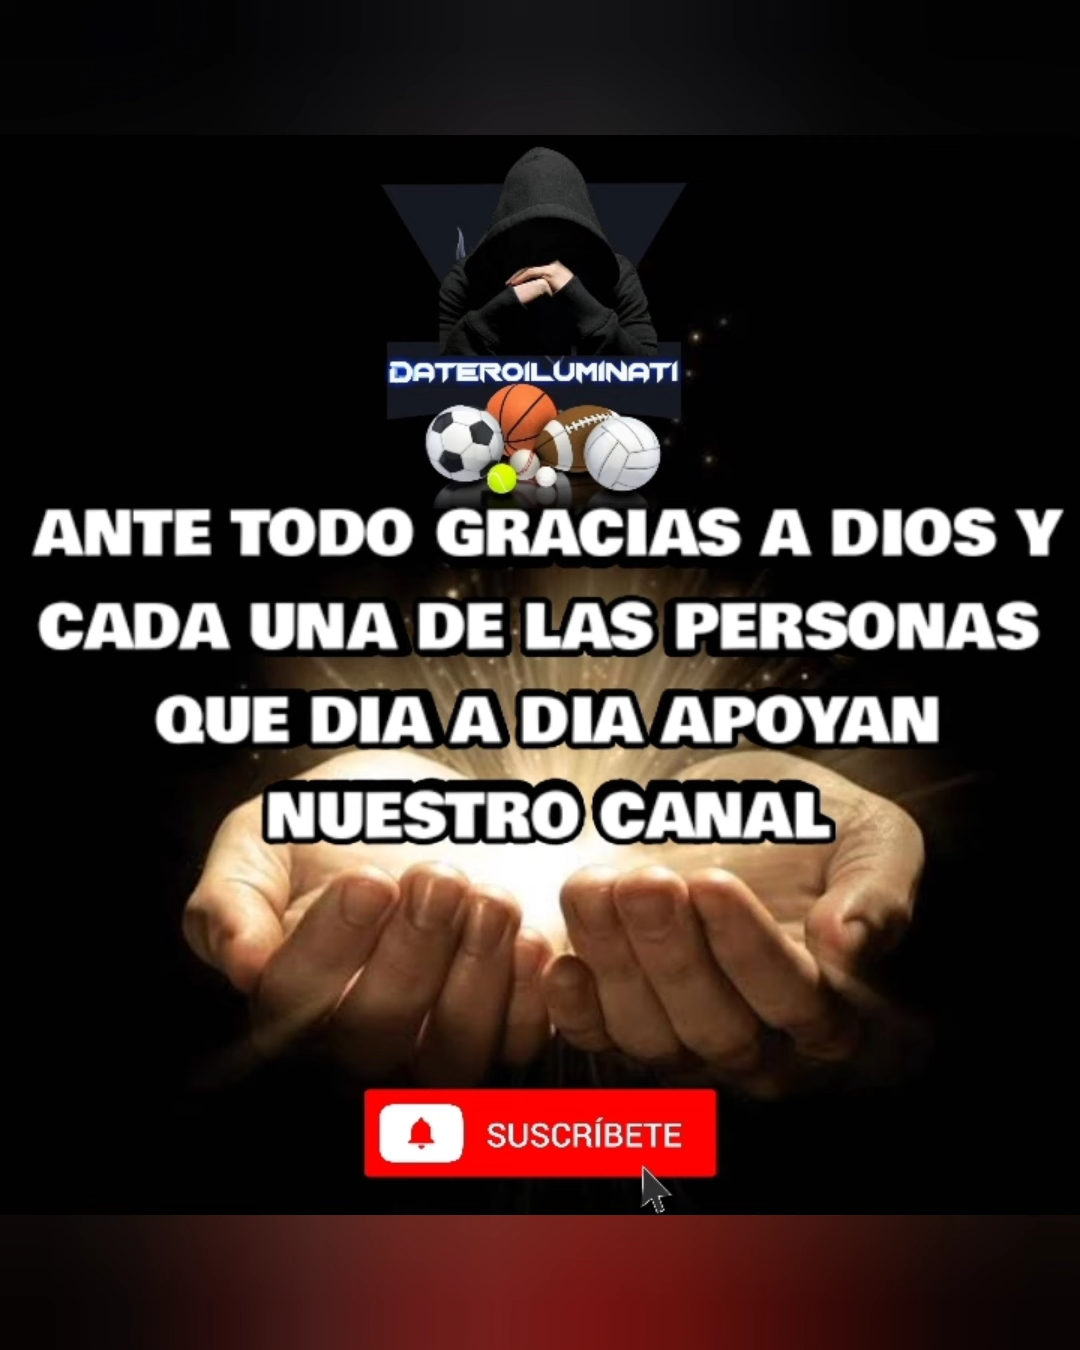 DATEROILUMINATI
ANTE TODO GRACIAS A DIOS Y
CADA UNA DE LAS PERSONAS
QUE DIA A DIA APOYAN
NUESTRO CANAL
SUSCRÍBETE